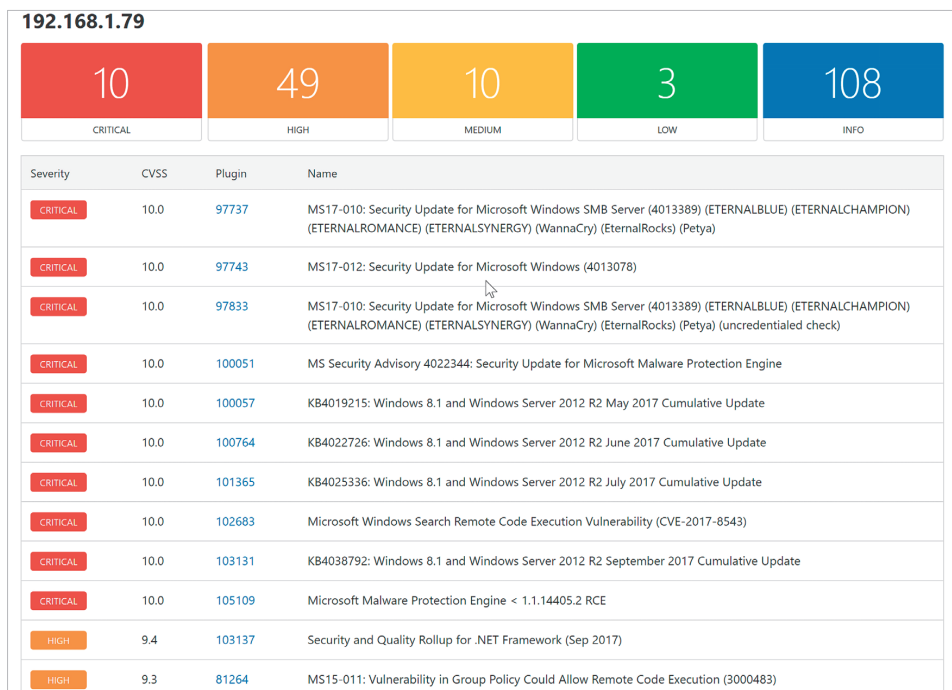 192.168.1.79
10 49 10 3 108
CRITICAL HIGH MEDIUM LOW INFO
Severity CVSS Plugin Name
CRITICAL 10.0 97737 MS17-010: Security Update for Microsoft Windows SMB Server (4013389) (ETERNALBLUE) (ETERNALCHAMPION)
(ETERNALROMANCE) (ETERNALSYNERGY) (WannaCry) (EternalRocks) (Petya)
CRITICAL 10.0 97743 MS17-012: Security Update for Microsoft Windows (4013078)
CRITICAL 10.0 97833 MS17-010: Security Update for Microsoft Windows SMB Server (4013389) (ETERNALBLUE) (ETERNALCHAMPION)
(ETERNALROMANCE) (ETERNALSYNERGY) (WannaCry) (EternalRocks) (Petya) (uncredentialed check)
CRITICAL 10.0 100051 MS Security Advisory 4022344: Security Update for Microsoft Malware Protection Engine
CRITICAL 10.0 100057 KB4019215: Windows 8.1 and Windows Server 2012 R2 May 2017 Cumulative Update
CRITICAL 10.0 100764 KB4022726: Windows 8.1 and Windows Server 2012 R2 June 2017 Cumulative Update
CRITICAL 10.0 101365 KB4025336: Windows 8.1 and Windows Server 2012 R2 July 2017 Cumulative Update
CRITICAL 10.0 102683 Microsoft Windows Search Remote Code Execution Vulnerability (CVE-2017-8543)
CRITICAL 10.0 103131 KB4038792: Windows 8.1 and Windows Server 2012 R2 September 2017 Cumulative Update
CRITICAL 10.0 105109 Microsoft Malware Protection Engine < 1.1.14405.2 RCE
HIGH 9.4 103137 Security and Quality Rollup for .NET Framework (Sep 2017)
HIGH 9.3 81264 MS15-011: Vulnerability in Group Policy Could Allow Remote Code Execution (3000483)